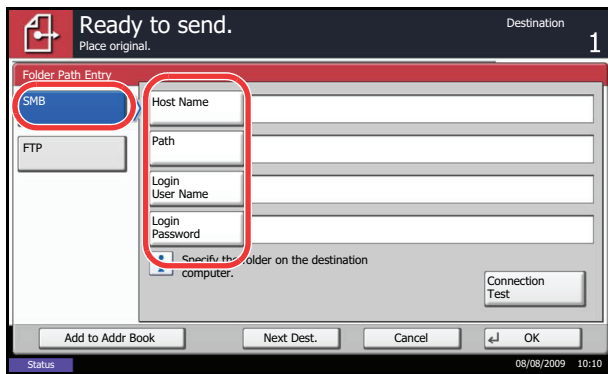 Ready to send.
Destination
Place original.
1
Folder Path Entry
SMB
Host Name
FTP
Path
Login
User Name
Login
Password
Specify the folder on the destination
computer.
Connection
Test
Add to Addr Book
Next Dest.
Cancel
OK
Status
08/08/2009 10:10